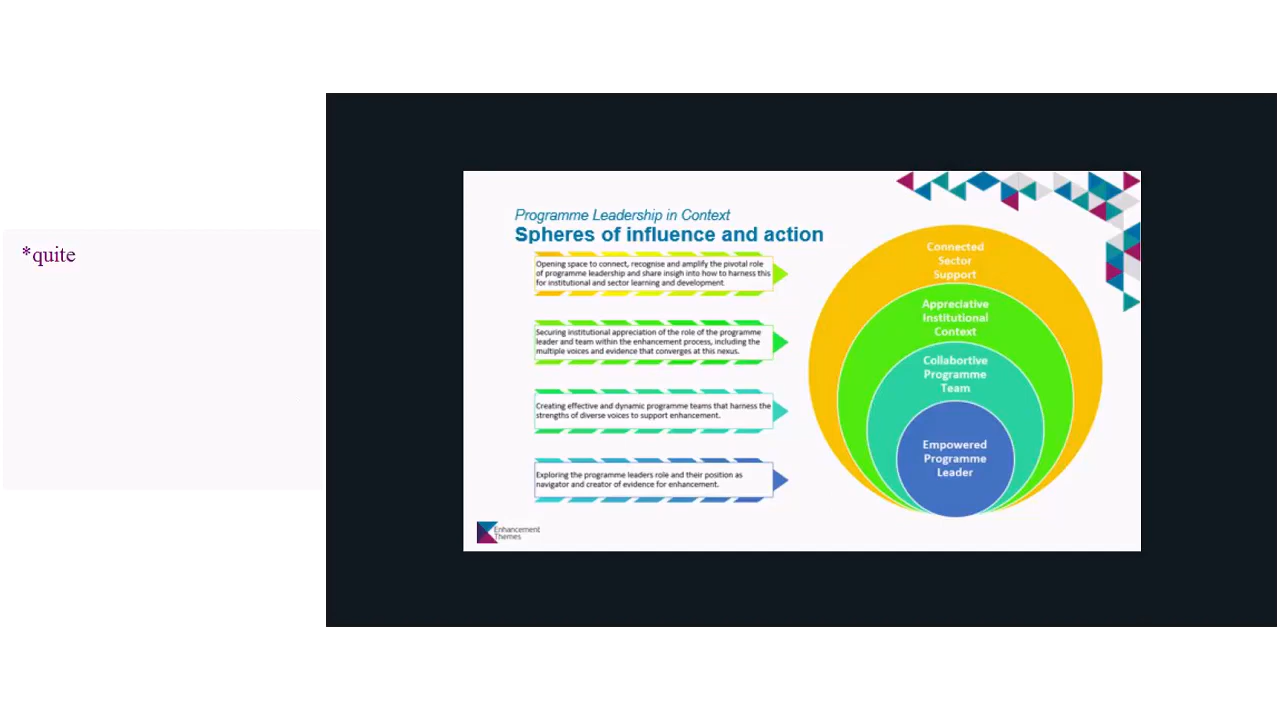 *quite
Programme Leadership in Context
Spheres of influence and action
Opening space to connect, recognise and amplify the pivotal role
of programme leadership and share insigh into how to harness this
for institutional and sector learning and development
Securing institutional appreciation of the role of the programme
leader and team within the enhancement process, including the
multiple voices and evidence that converges at this nexus.
Creating effective and dynamic programme teams that harness the
strengths of diverse voices to support enhancement.
Exploring the programme leaders role and their position as
navigator and creator of evidence for enhancement.
Connected
Sector
Support
Appreciative
Institutional
Context
Collabortive
Programme
Team
Empowered
Programme
Leader
Enhancement
Themes